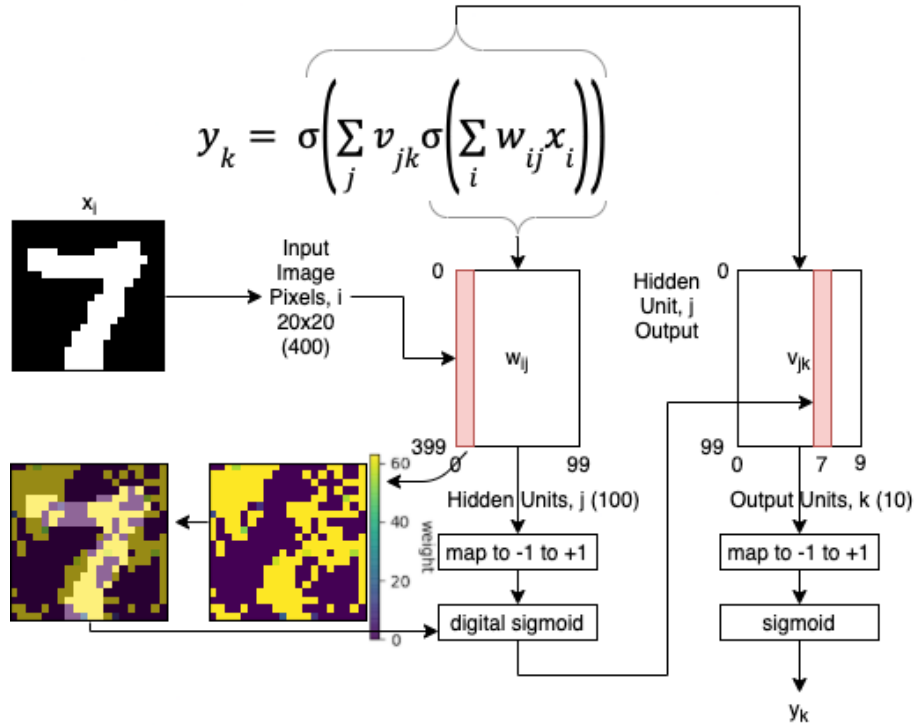 y_k = σ(∑_j v_jk σ(∑_i w_ij x_i))
x_i
Input
Image
Pixels, i
20x20
(400)
0
w_ij
399
0
99
Hidden
Unit, j
Output
0
v_jk
99
0
7
9
60
40
20
0
weight
Hidden Units, j (100)
map to -1 to +1
digital sigmoid
Output Units, k (10)
map to -1 to +1
sigmoid
y_k